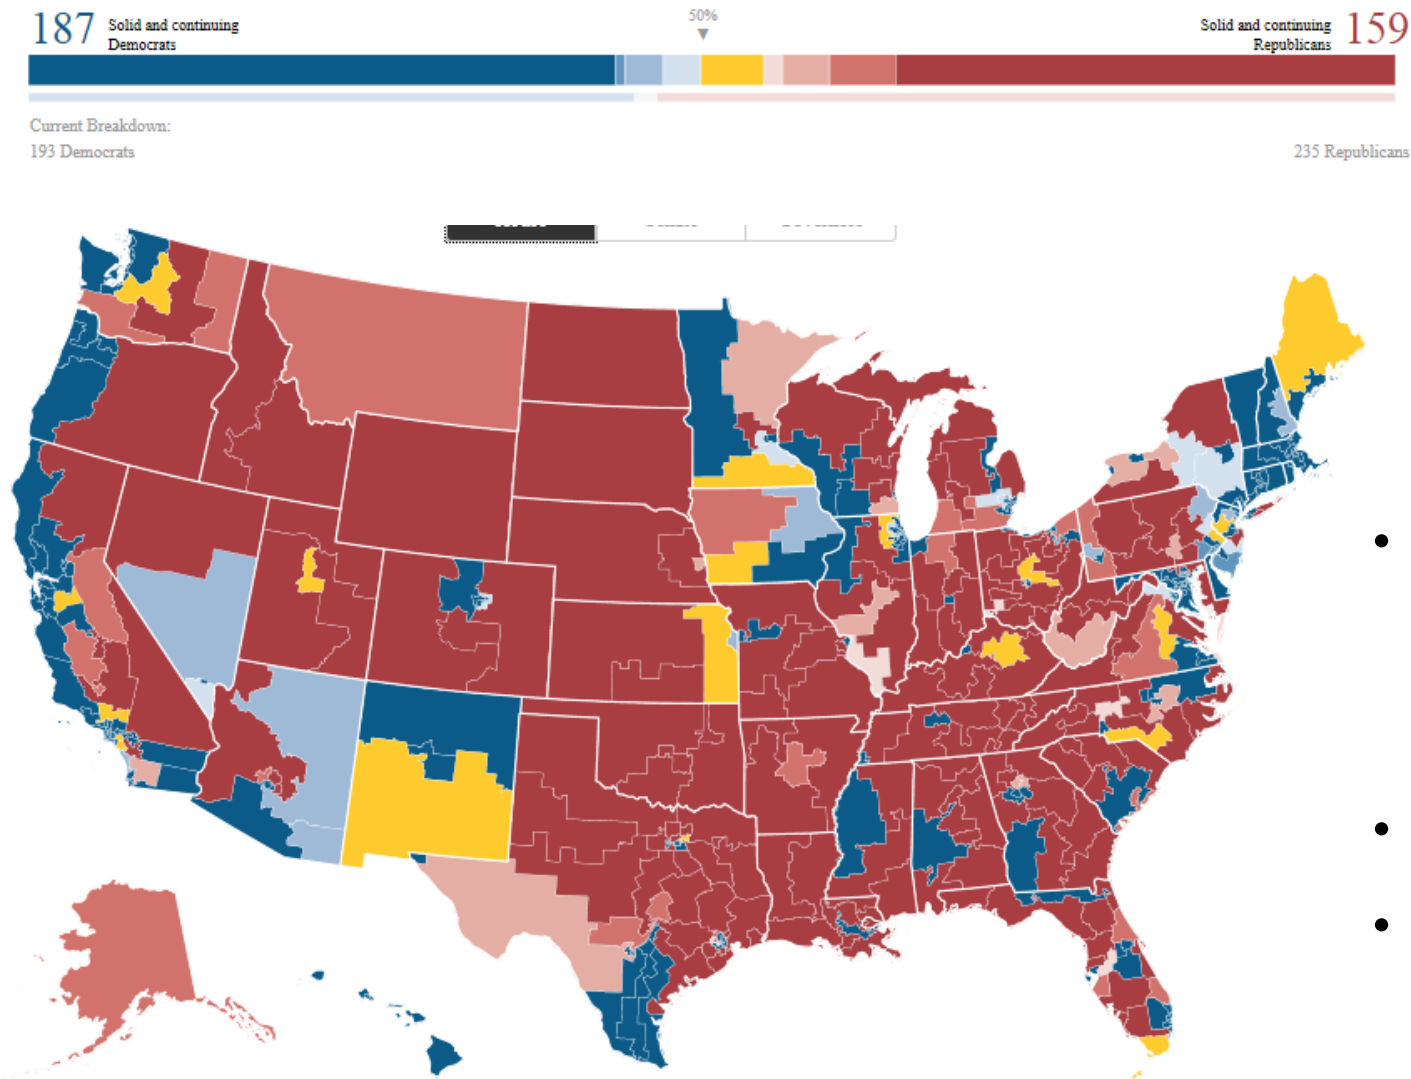 187
Solid and continuing
Democrats
50%
Solid and continuing
Republicans
159
Current Breakdown:
193 Democrats
235 Republicans